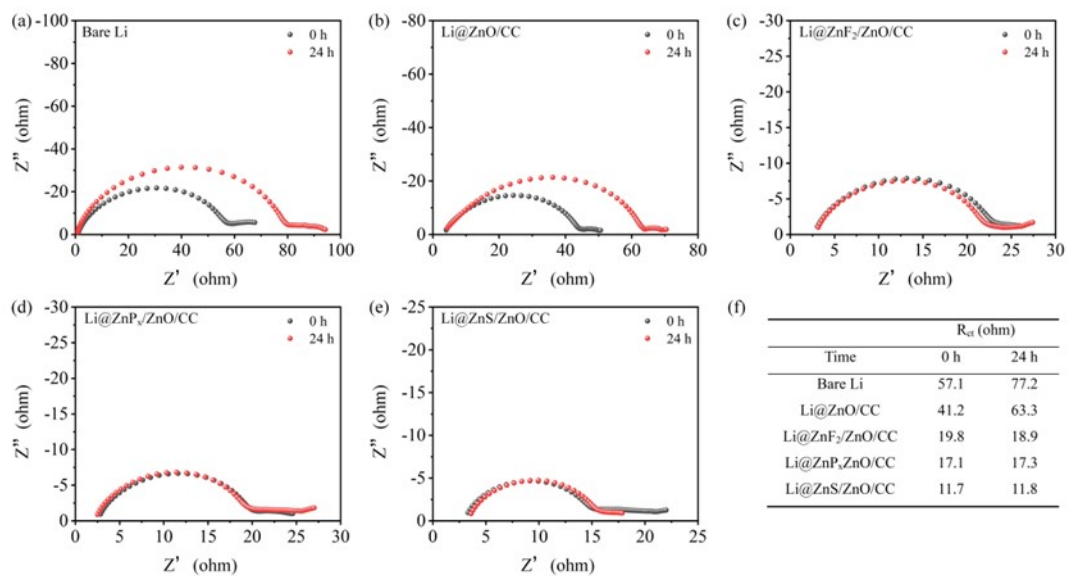 (a)
Bare Li
0 h
24 h
-100
-80
-60
-40
-20
0
0 20 40 60 80 100
Z'' (ohm)
Z' (ohm)
(b)
Li@ZnO/CC
0 h
24 h
-80
-60
-40
-20
0
0 20 40 60 80
Z'' (ohm)
Z' (ohm)
(c)
Li@ZnF₂/ZnO/CC
0 h
24 h
-30
-25
-20
-15
-10
-5
0
0 5 10 15 20 25 30
Z'' (ohm)
Z' (ohm)
(d)
Li@ZnPₓ/ZnO/CC
0 h
24 h
-30
-25
-20
-15
-10
-5
0
0 5 10 15 20 25 30
Z'' (ohm)
Z' (ohm)
(e)
Li@ZnS/ZnO/CC
0 h
24 h
-25
-20
-15
-10
-5
0
0 5 10 15 20 25
Z'' (ohm)
Z' (ohm)
(f)
R_ct (ohm)
Time 0 h 24 h
Bare Li 57.1 77.2
Li@ZnO/CC 41.2 63.3
Li@ZnF₂/ZnO/CC 19.8 18.9
Li@ZnPₓZnO/CC 17.1 17.3
Li@ZnS/ZnO/CC 11.7 11.8